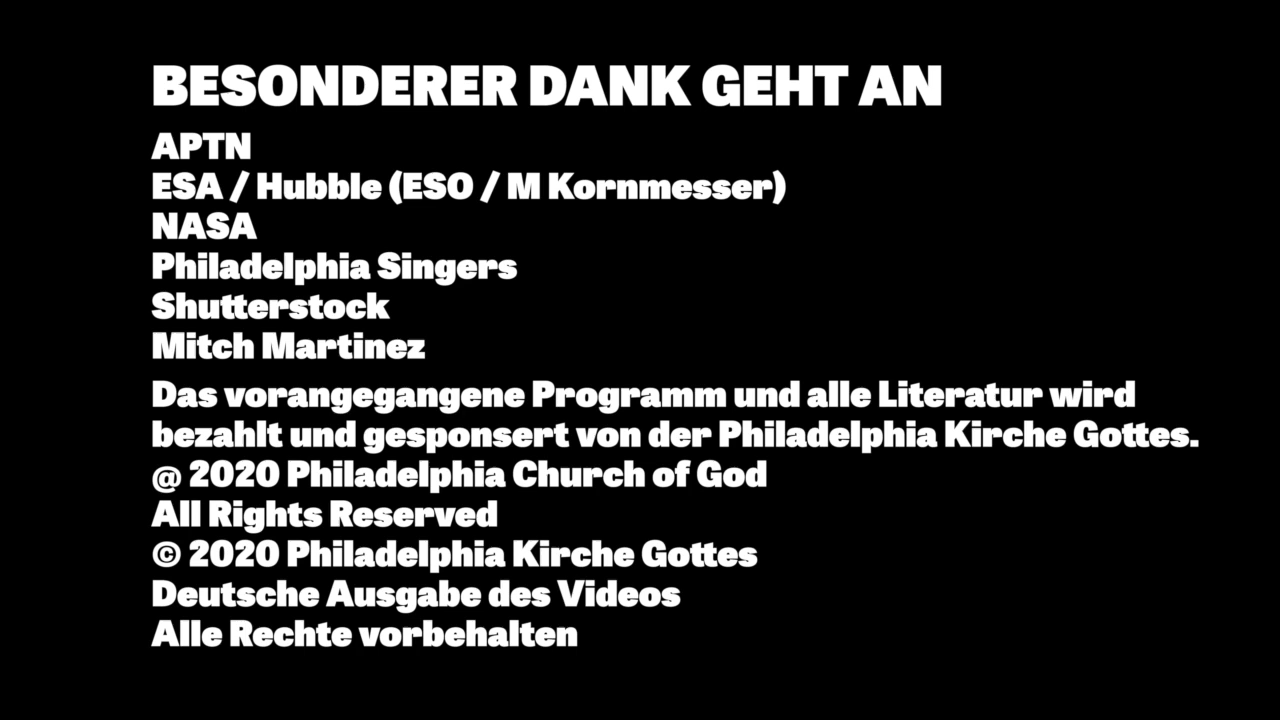 BESONDERER DANK GEHT AN
APTN
ESA / Hubble (ESO / M Kornmesser)
NASA
Philadelphia Singers
Shutterstock
Mitch Martinez
Das vorangegangene Programm und alle Literatur wird
bezahlt und gesponsert von der Philadelphia Kirche Gottes.
@ 2020 Philadelphia Church of God
All Rights Reserved
© 2020 Philadelphia Kirche Gottes
Deutsche Ausgabe des Videos
Alle Rechte vorbehalten